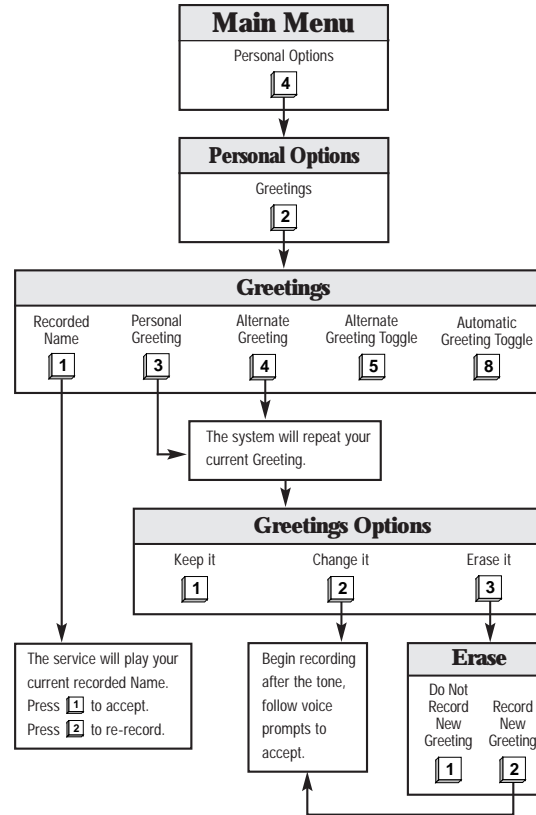 Main Menu
Personal Options
4
Personal Options
Greetings
2
Greetings
Recorded
Name
1
Personal
Greeting
3
Alternate
Greeting
4
Alternate
Greeting Toggle
5
Automatic
Greeting Toggle
8
The system will repeat your
current Greeting.
Greetings Options
Keep it
1
Change it
2
Erase it
3
The service will play your
current recorded Name.
Press 1 to accept.
Press 2 to re-record.
Begin recording
after the tone,
follow voice
prompts to
accept.
Erase
Do Not
Record
New
Greeting
1
Record
New
Greeting
2